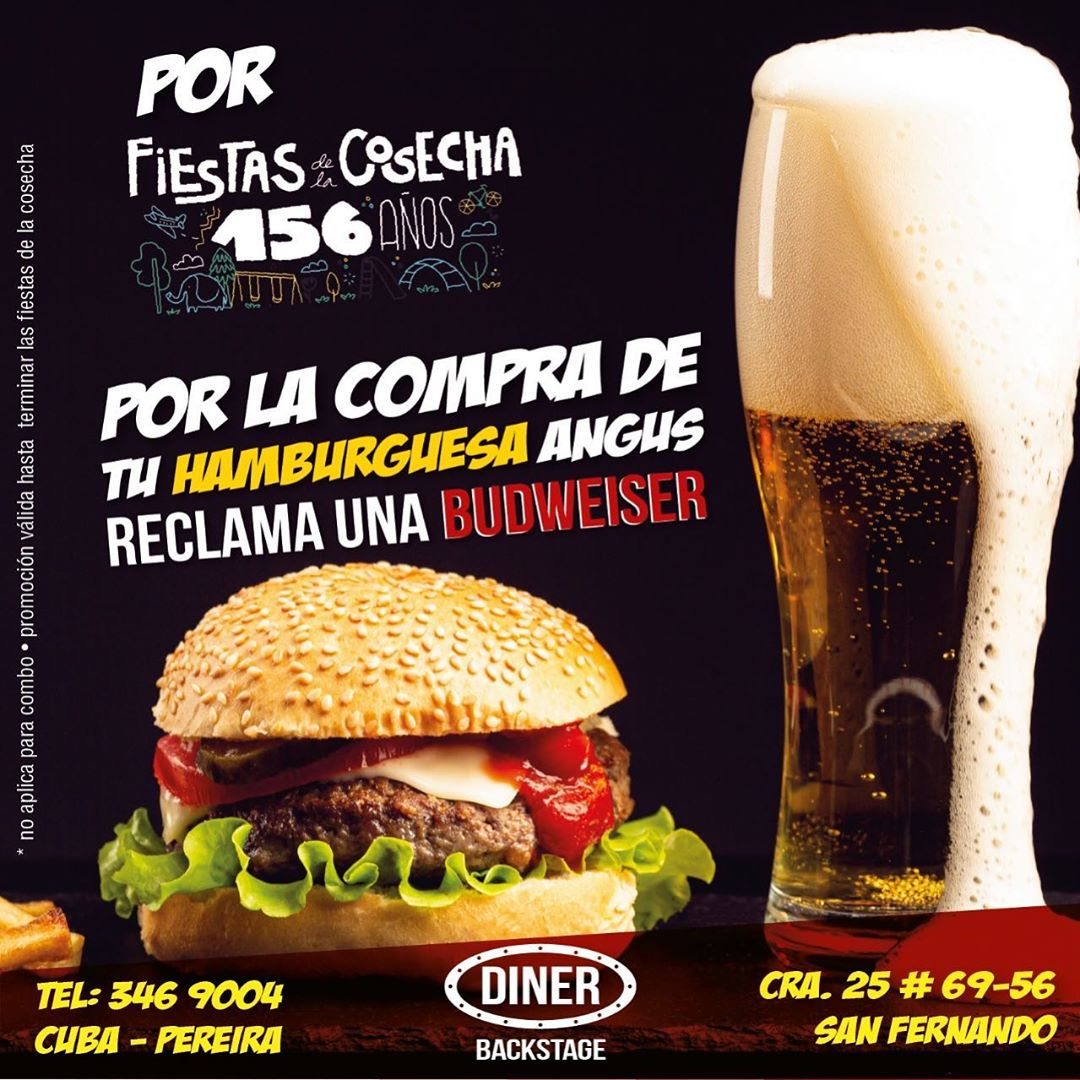 POR
FIESTAS de la COSECHA
156 AÑOS
POR LA COMPRA DE
TU HAMBURGUESA ANGUS
RECLAMA UNA BUDWEISER
* no aplica para combo • promoción válida hasta terminar las fiestas de la cosecha
TEL: 346 9004
CUBA - PEREIRA
DINER
BACKSTAGE
CRA. 25 # 69-56
SAN FERNANDO